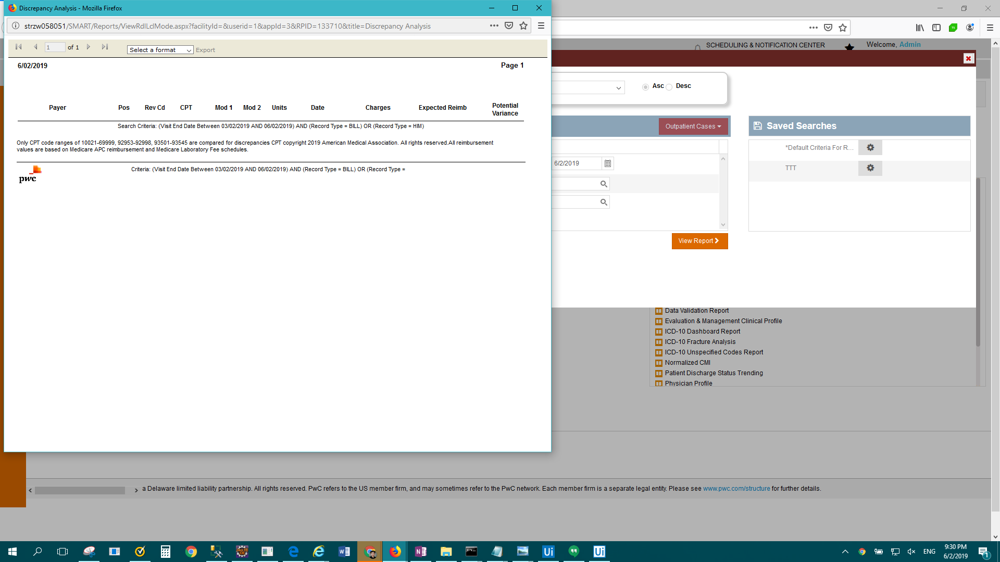 Discrepancy Analysis - Mozilla Firefox
strzw058051/SMART/Reports/ViewRdlLclMode.aspx?facilityId=&userid=1&appId=3&RPID=133710&title=Discrepancy Analysis
1 of 1 Select a format Export
6/02/2019 Page 1
Payer Pos Rev Cd CPT Mod 1 Mod 2 Units Date Charges Expected Reimb Potential Variance
Search Criteria: (Visit End Date Between 03/02/2019 AND 06/02/2019) AND (Record Type = BILL) OR (Record Type = HIM)
Only CPT code ranges of 10021-69999, 92953-92998, 93501-93545 are compared for discrepancies CPT copyright 2019 American Medical Association. All rights reserved.All reimbursement
values are based on Medicare APC reimbursement and Medicare Laboratory Fee schedules.
pwc
Criteria: (Visit End Date Between 03/02/2019 AND 06/02/2019) AND (Record Type = BILL) OR (Record Type =
SCHEDULING & NOTIFICATION CENTER
Welcome, Admin
Asc Desc
Outpatient Cases
Saved Searches
6/2/2019
*Default Criteria For R...
TTT
View Report
Data Validation Report
Evaluation & Management Clinical Profile
ICD-10 Dashboard Report
ICD-10 Fracture Analysis
ICD-10 Unspecified Codes Report
Normalized CMI
Patient Discharge Status Trending
Physician Profile
a Delaware limited liability partnership. All rights reserved. PwC refers to the US member firm, and may sometimes refer to the PwC network. Each member firm is a separate legal entity. Please see www.pwc.com/structure for further details.
ENG
9:30 PM
6/2/2019
1